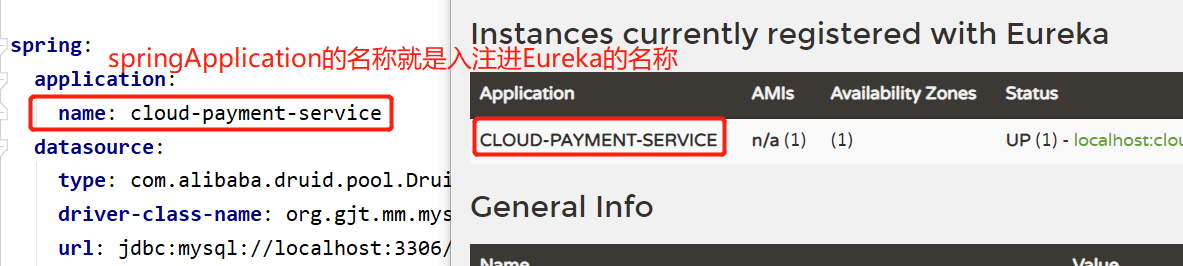 spring:
springApplication的名称就是入注进Eureka的名称
application:
name: cloud-payment-service
datasource:
type: com.alibaba.druid.pool.Drui
driver-class-name: org.gjt.mm.mys
url: jdbc:mysql://localhost:3306/
Instances currently registered with Eureka
Application AMIs Availability Zones Status
CLOUD-PAYMENT-SERVICE n/a (1) (1) UP (1) - localhost:clou
General Info
Name Value